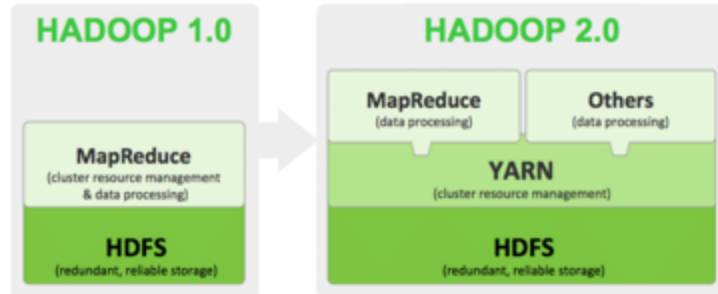 HADOOP 1.0
MapReduce
(cluster resource management
& data processing)
HDFS
(redundant, reliable storage)
HADOOP 2.0
MapReduce
(data processing)
Others
(data processing)
YARN
(cluster resource management)
HDFS
(redundant, reliable storage)